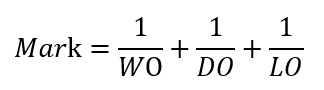 Mark = 1/WO + 1/DO + 1/LO